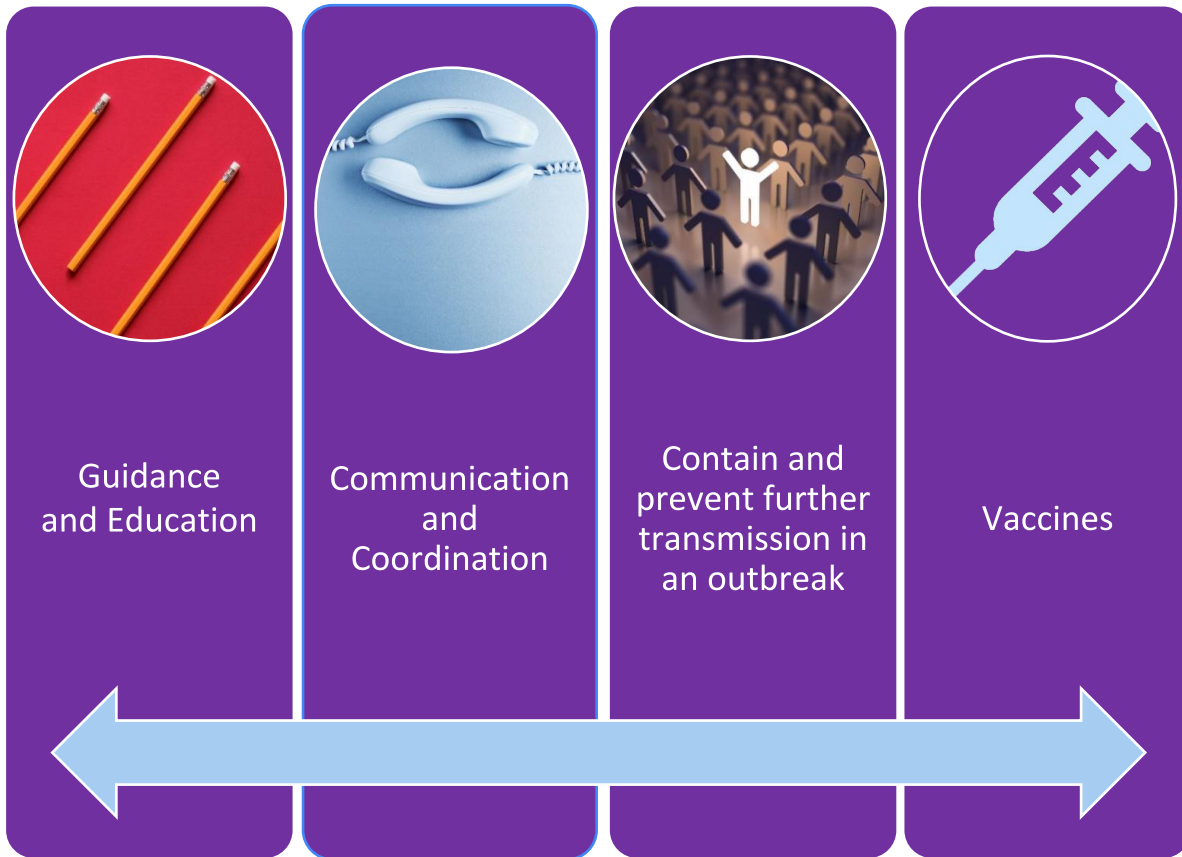 Guidance
and Education
Communication
and
Coordination
Contain and
prevent further
transmission in
an outbreak
Vaccines